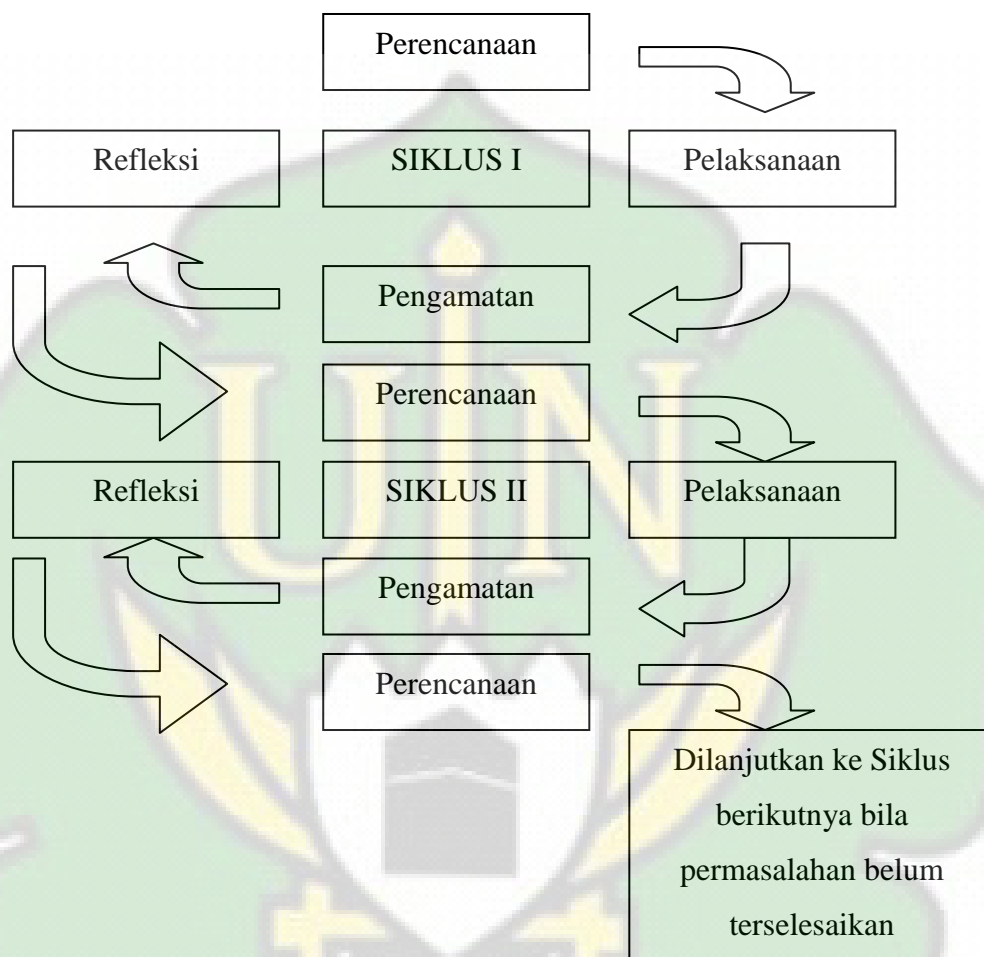 Perencanaan
Refleksi
SIKLUS I
Pelaksanaan
Pengamatan
Perencanaan
Refleksi
SIKLUS II
Pelaksanaan
Pengamatan
Perencanaan
Dilanjutkan ke Siklus
berikutnya bila
permasalahan belum
terselesaikan
UIN